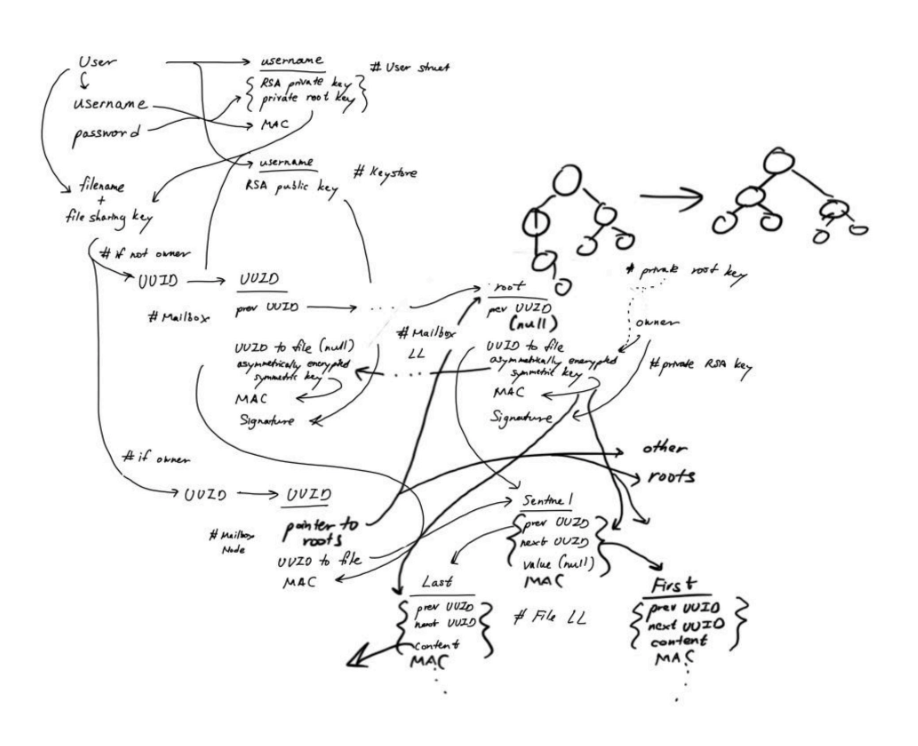 User
username
password
username
RSA private key
private root key
MAC
# User struct
username
RSA public key
# Keystore
filename
+
file sharing key
# if not owner
UUID
UUID
prev UUID
....
# Mailbox
UUID to file (null)
asymmetrically encrypted
symmetric key
MAC
Signature
# Mailbox
LL
...
root
prev UUID
(null)
UUID to file
asymmetrically encrypted
symmetric key
MAC
Signature
# private root key
owner
# private RSA key
other
roots
# if owner
UUID
UUID
pointer to
roots
UUID to file
MAC
# Mailbox
Node
Sentinel
prev UUID
next UUID
value (null)
MAC
Last
prev UUID
next UUID
content
MAC
# File LL
First
prev UUID
next UUID
content
MAC